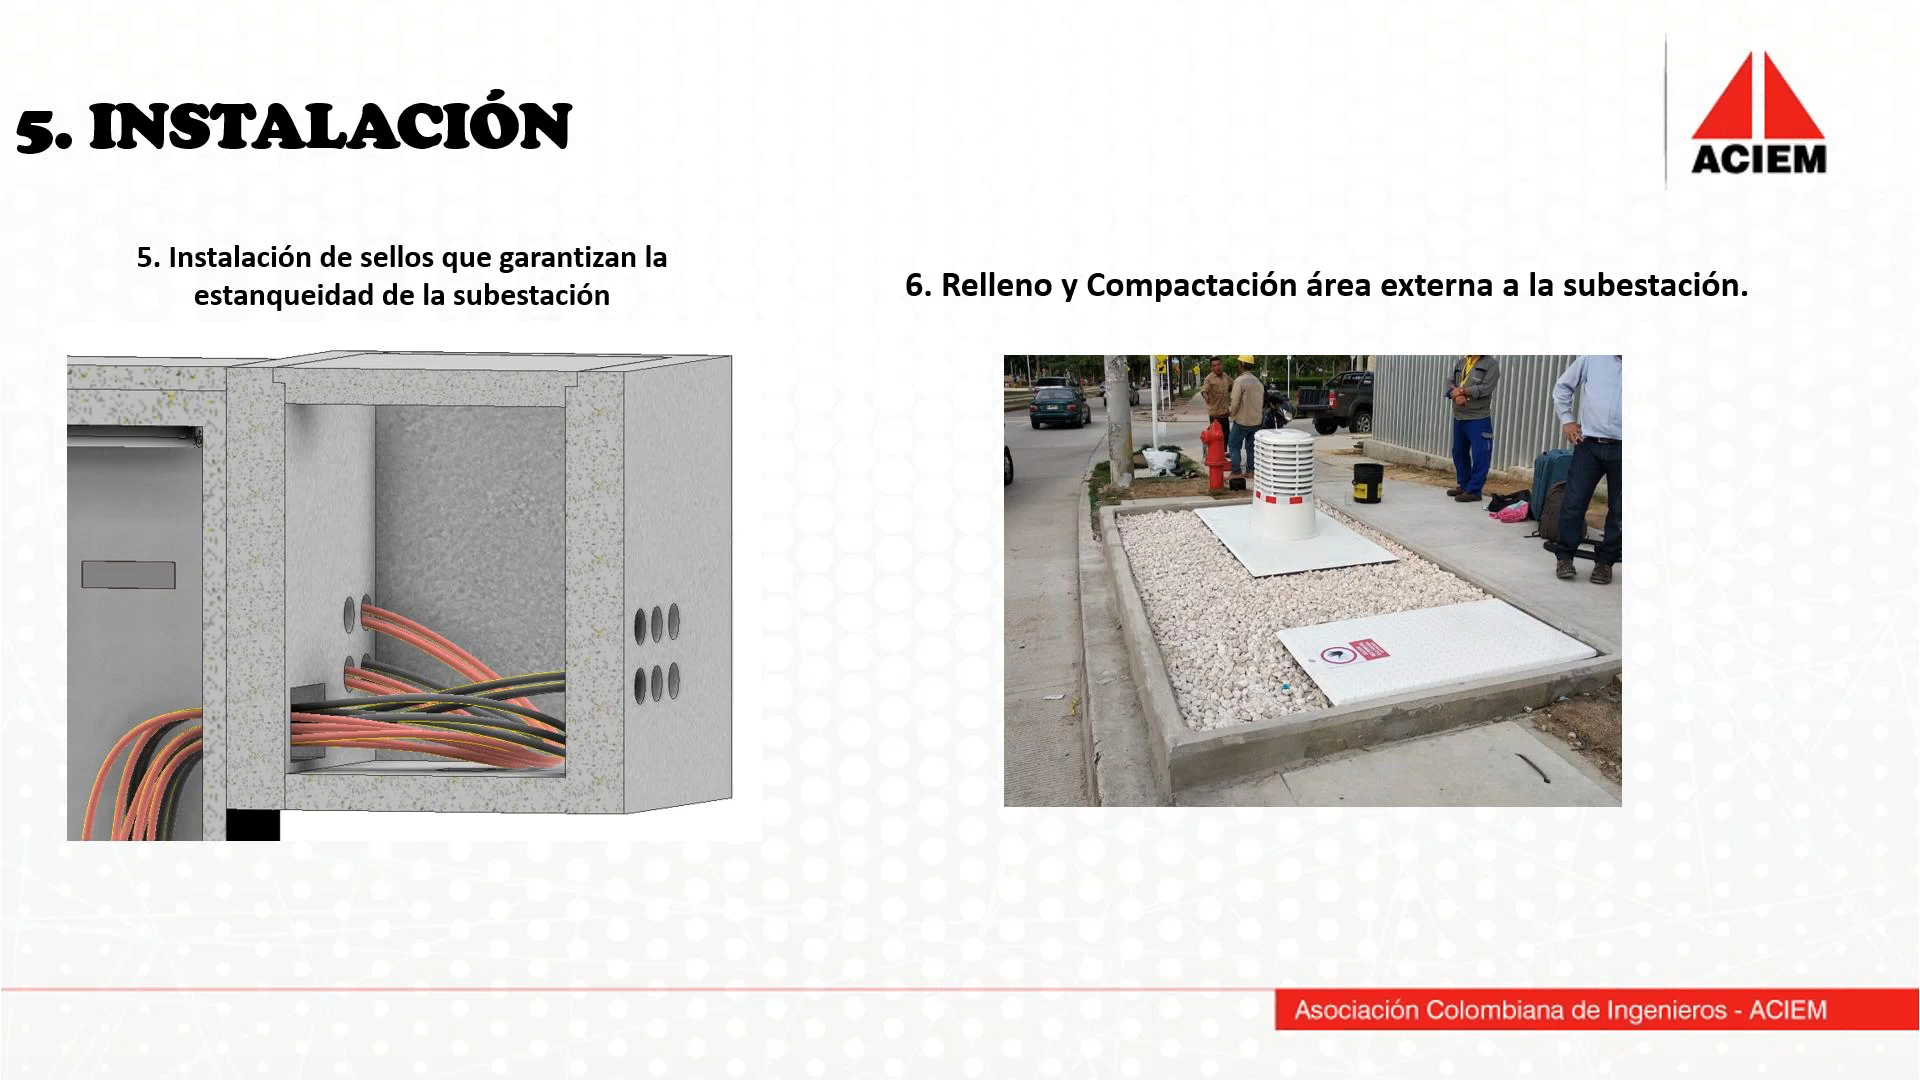 5. INSTALACIÓN
ACIEM
5. Instalación de sellos que garantizan la
estanqueidad de la subestación
6. Relleno y Compactación área externa a la subestación.
Asociación Colombiana de Ingenieros - ACIEM